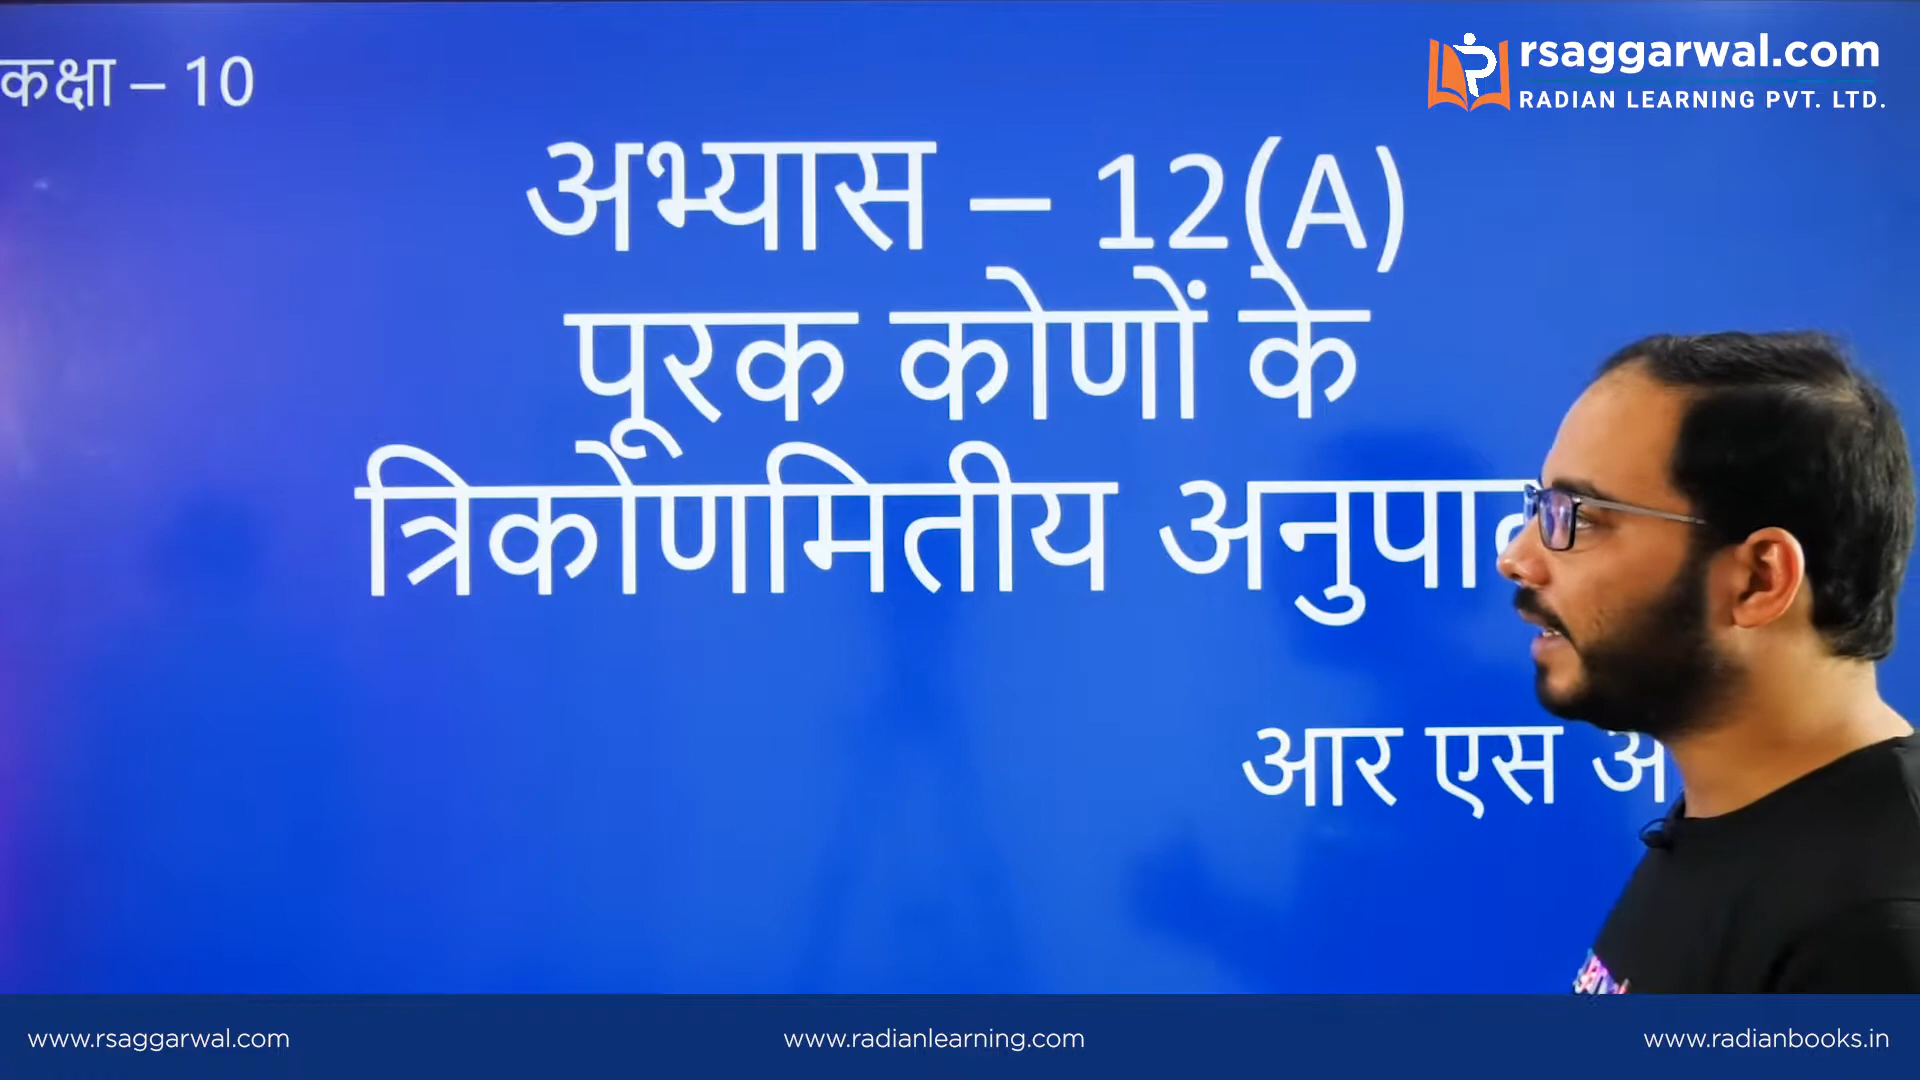 कक्षा – 10
rsaggarwal.com
RADIAN LEARNING PVT. LTD.
अभ्यास – 12(A)
पूरक कोणों के
त्रिकोणमितीय
आर एस
www.rsaggarwal.com
www.radianlearning.com
www.radianbooks.in